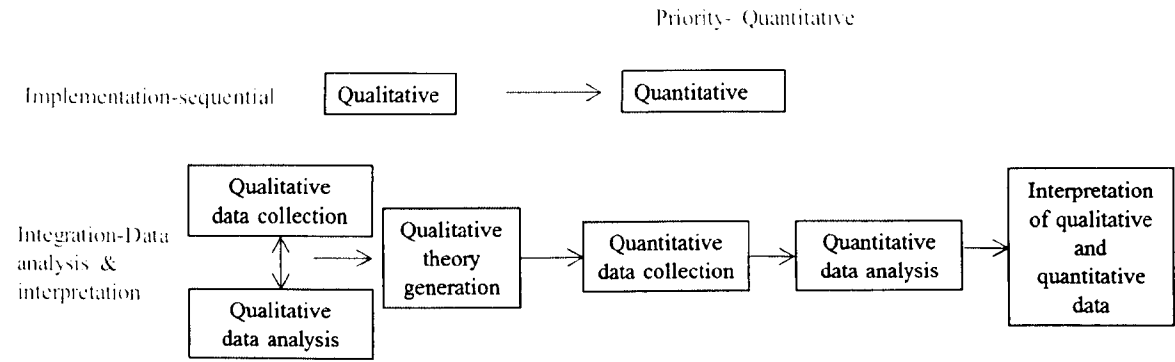 Priority- Quantitative
Implementation-sequential
Qualitative
Quantitative
Integration-Data
analysis &
interpretation
Qualitative
data collection
Qualitative
data analysis
Qualitative
theory
generation
Quantitative
data collection
Quantitative
data analysis
Interpretation
of qualitative
and
quantitative
data